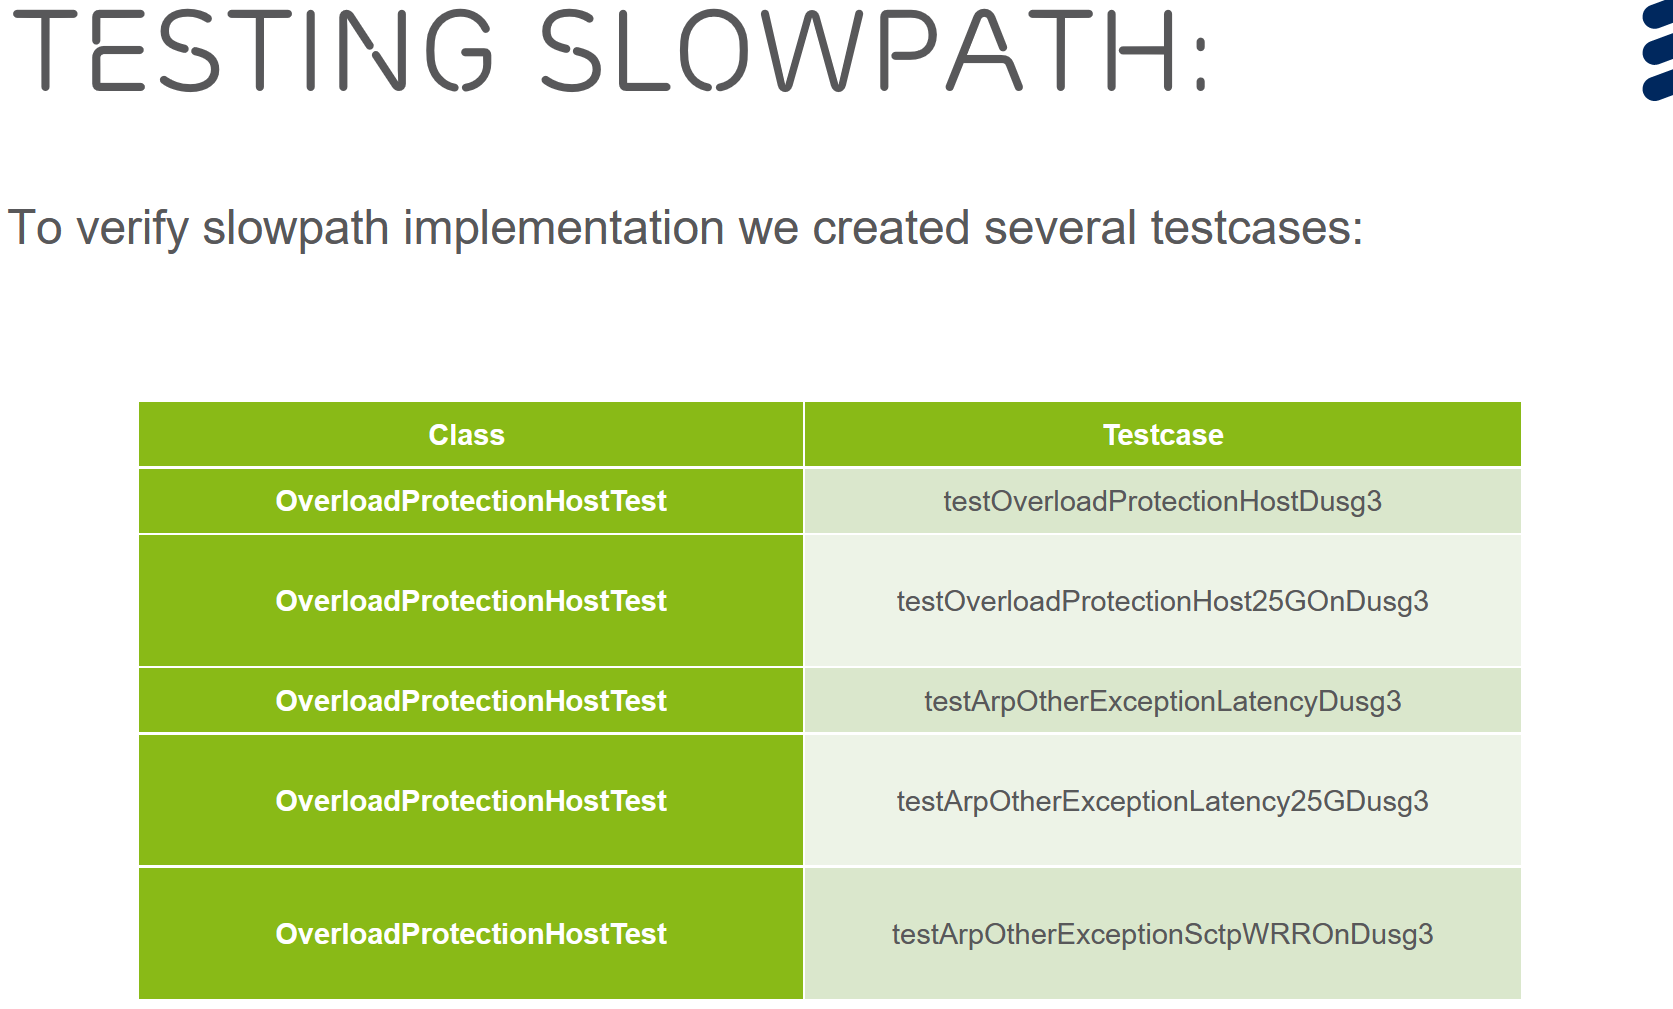 TESTING SLOWPATH:
To verify slowpath implementation we created several testcases:
Class Testcase
OverloadProtectionHostTest testOverloadProtectionHostDusg3
OverloadProtectionHostTest testOverloadProtectionHost25GOnDusg3
OverloadProtectionHostTest testArpOtherExceptionLatencyDusg3
OverloadProtectionHostTest testArpOtherExceptionLatency25GDusg3
OverloadProtectionHostTest testArpOtherExceptionSctpWRROnDusg3